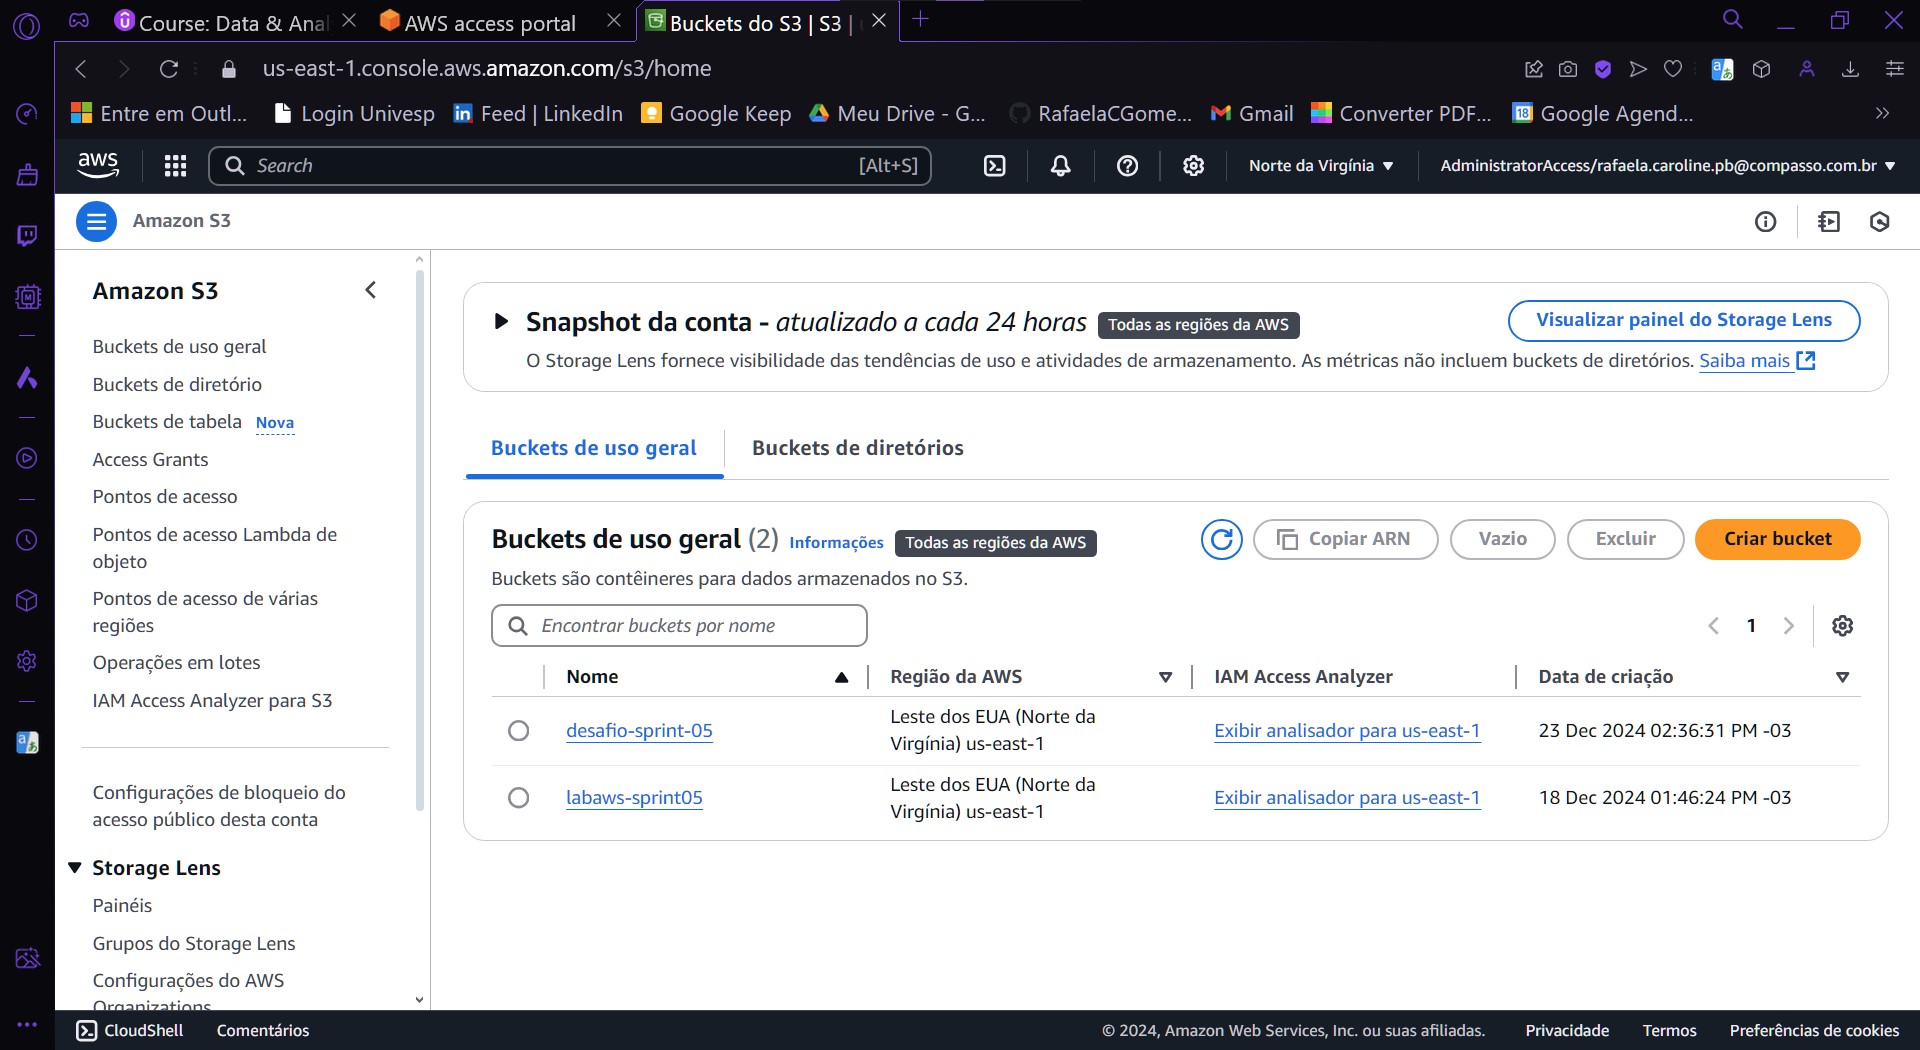 Course: Data & Anal
AWS access portal
Buckets do S3 | S3 |
us-east-1.console.aws.amazon.com/s3/home
Entre em Outl...
Login Univesp
Feed | LinkedIn
Google Keep
Meu Drive - G...
RafaelaCGome...
Gmail
Converter PDF...
Google Agend...
aws
Search
[Alt+S]
Norte da Virgínia
AdministratorAccess/rafaela.caroline.pb@compasso.com.br
Amazon S3
Amazon S3
Buckets de uso geral
Buckets de diretório
Buckets de tabela Nova
Access Grants
Pontos de acesso
Pontos de acesso Lambda de
objeto
Pontos de acesso de várias
regiões
Operações em lotes
IAM Access Analyzer para S3
Configurações de bloqueio do
acesso público desta conta
Storage Lens
Painéis
Grupos do Storage Lens
Configurações do AWS
Organizations
Snapshot da conta - atualizado a cada 24 horas Todas as regiões da AWS
Visualizar painel do Storage Lens
O Storage Lens fornece visibilidade das tendências de uso e atividades de armazenamento. As métricas não incluem buckets de diretórios. Saiba mais
Buckets de uso geral
Buckets de diretórios
Buckets de uso geral (2) Informações Todas as regiões da AWS
Copiar ARN
Vazio
Excluir
Criar bucket
Buckets são contêineres para dados armazenados no S3.
Encontrar buckets por nome
1
Nome
Região da AWS
IAM Access Analyzer
Data de criação
desafio-sprint-05
Leste dos EUA (Norte da
Virgínia) us-east-1
Exibir analisador para us-east-1
23 Dec 2024 02:36:31 PM -03
labaws-sprint05
Leste dos EUA (Norte da
Virgínia) us-east-1
Exibir analisador para us-east-1
18 Dec 2024 01:46:24 PM -03
CloudShell
Comentários
© 2024, Amazon Web Services, Inc. ou suas afiliadas.
Privacidade
Termos
Preferências de cookies